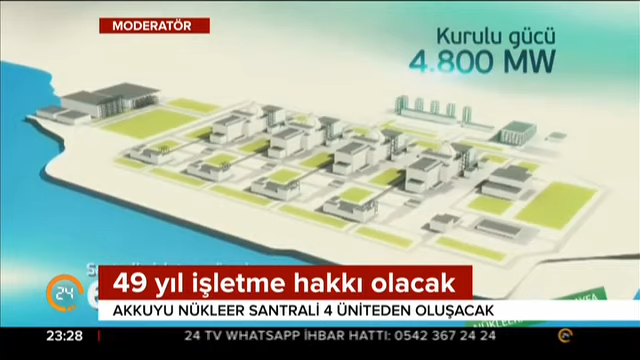 MODERATÖR
Kurulu gücü
4.800 MW
24
49 yıl işletme hakkı olacak
AKKUYU NÜKLEER SANTRALİ 4 ÜNİTEDEN OLUŞACAK
23:28
24 TV WHATSAPP İHBAR HATTI: 0542 367 24 24